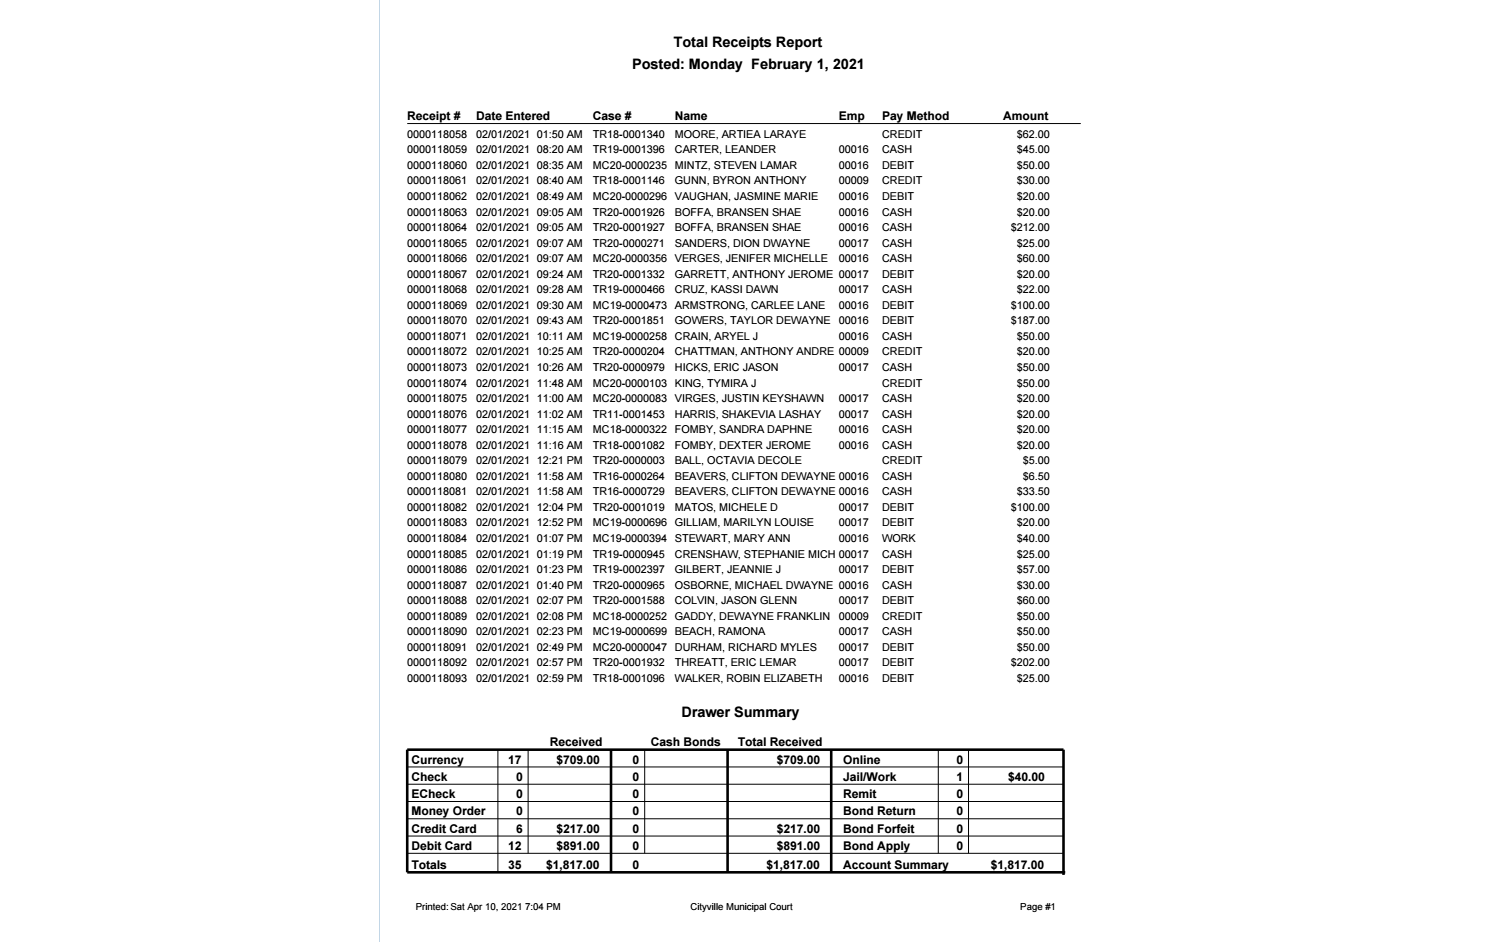 Total Receipts Report
Posted: Monday  February 1, 2021
Receipt # Date Entered Case # Name Emp Pay Method Amount
0000118058 02/01/2021 01:50 AM TR18-0001340 MOORE, ARTIEA LARAYE CREDIT $62.00
0000118059 02/01/2021 08:20 AM TR19-0001396 CARTER, LEANDER 00016 CASH $45.00
0000118060 02/01/2021 08:35 AM MC20-0000235 MINTZ, STEVEN LAMAR 00016 DEBIT $50.00
0000118061 02/01/2021 08:40 AM TR18-0001146 GUNN, BYRON ANTHONY 00009 CREDIT $30.00
0000118062 02/01/2021 08:49 AM MC20-0000296 VAUGHAN, JASMINE MARIE 00016 DEBIT $20.00
0000118063 02/01/2021 09:05 AM TR20-0001926 BOFFA, BRANSEN SHAE 00016 CASH $20.00
0000118064 02/01/2021 09:05 AM TR20-0001927 BOFFA, BRANSEN SHAE 00016 CASH $212.00
0000118065 02/01/2021 09:07 AM TR20-0000271 SANDERS, DION DWAYNE 00017 CASH $25.00
0000118066 02/01/2021 09:07 AM MC20-0000356 VERGES, JENIFER MICHELLE 00016 CASH $60.00
0000118067 02/01/2021 09:24 AM TR20-0001332 GARRETT, ANTHONY JEROME 00017 DEBIT $20.00
0000118068 02/01/2021 09:28 AM TR19-0000466 CRUZ, KASSI DAWN 00017 CASH $22.00
0000118069 02/01/2021 09:30 AM MC19-0000473 ARMSTRONG, CARLEE LANE 00016 DEBIT $100.00
0000118070 02/01/2021 09:43 AM TR20-0001851 GOWERS, TAYLOR DEWAYNE 00016 DEBIT $187.00
0000118071 02/01/2021 10:11 AM MC19-0000258 CRAIN, ARYEL J 00016 CASH $50.00
0000118072 02/01/2021 10:25 AM TR20-0000204 CHATTMAN, ANTHONY ANDRE 00009 CREDIT $20.00
0000118073 02/01/2021 10:26 AM TR20-0000979 HICKS, ERIC JASON 00017 CASH $50.00
0000118074 02/01/2021 11:48 AM MC20-0000103 KING, TYMIRA J CREDIT $50.00
0000118075 02/01/2021 11:00 AM MC20-0000083 VIRGES, JUSTIN KEYSHAWN 00017 CASH $20.00
0000118076 02/01/2021 11:02 AM TR11-0001453 HARRIS, SHAKEVIA LASHAY 00017 CASH $20.00
0000118077 02/01/2021 11:15 AM MC18-0000322 FOMBY, SANDRA DAPHNE 00016 CASH $20.00
0000118078 02/01/2021 11:16 AM TR18-0001082 FOMBY, DEXTER JEROME 00016 CASH $20.00
0000118079 02/01/2021 12:21 PM TR20-0000003 BALL, OCTAVIA DECOLE CREDIT $5.00
0000118080 02/01/2021 11:58 AM TR16-0000264 BEAVERS, CLIFTON DEWAYNE 00016 CASH $6.50
0000118081 02/01/2021 11:58 AM TR16-0000729 BEAVERS, CLIFTON DEWAYNE 00016 CASH $33.50
0000118082 02/01/2021 12:04 PM TR20-0001019 MATOS, MICHELE D 00017 DEBIT $100.00
0000118083 02/01/2021 12:52 PM MC19-0000696 GILLIAM, MARILYN LOUISE 00017 DEBIT $20.00
0000118084 02/01/2021 01:07 PM MC19-0000394 STEWART, MARY ANN 00016 WORK $40.00
0000118085 02/01/2021 01:19 PM TR19-0000945 CRENSHAW, STEPHANIE MICH 00017 CASH $25.00
0000118086 02/01/2021 01:23 PM TR19-0002397 GILBERT, JEANNIE J 00017 DEBIT $57.00
0000118087 02/01/2021 01:40 PM TR20-0000965 OSBORNE, MICHAEL DWAYNE 00016 CASH $30.00
0000118088 02/01/2021 02:07 PM TR20-0001588 COLVIN, JASON GLENN 00017 DEBIT $60.00
0000118089 02/01/2021 02:08 PM MC18-0000252 GADDY, DEWAYNE FRANKLIN 00009 CREDIT $50.00
0000118090 02/01/2021 02:23 PM MC19-0000699 BEACH, RAMONA 00017 CASH $50.00
0000118091 02/01/2021 02:49 PM MC20-0000047 DURHAM, RICHARD MYLES 00017 DEBIT $50.00
0000118092 02/01/2021 02:57 PM TR20-0001932 THREATT, ERIC LEMAR 00017 DEBIT $202.00
0000118093 02/01/2021 02:59 PM TR18-0001096 WALKER, ROBIN ELIZABETH 00016 DEBIT $25.00
Drawer Summary
Received Cash Bonds Total Received
Currency 17 $709.00 0 $709.00 Online 0
Check 0 0 Jail/Work 1 $40.00
ECheck 0 0 Remit 0
Money Order 0 0 Bond Return 0
Credit Card 6 $217.00 0 $217.00 Bond Forfeit 0
Debit Card 12 $891.00 0 $891.00 Bond Apply 0
Totals 35 $1,817.00 0 $1,817.00 Account Summary $1,817.00
Printed: Sat Apr 10, 2021 7:04 PM Cityville Municipal Court Page #1